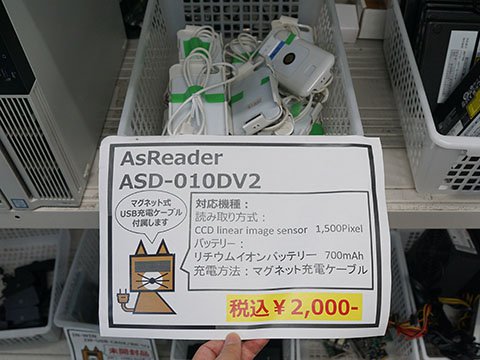 AsReader
ASD-010DV2
マグネット式
USB充電ケーブル
付属します
対応機種：
読み取り方式：
CCD linear image sensor 1,500Pixel
バッテリー：
リチウムイオンバッテリー 700mAh
充電方法：マグネット充電ケーブル
税込￥2,000-
未開封品